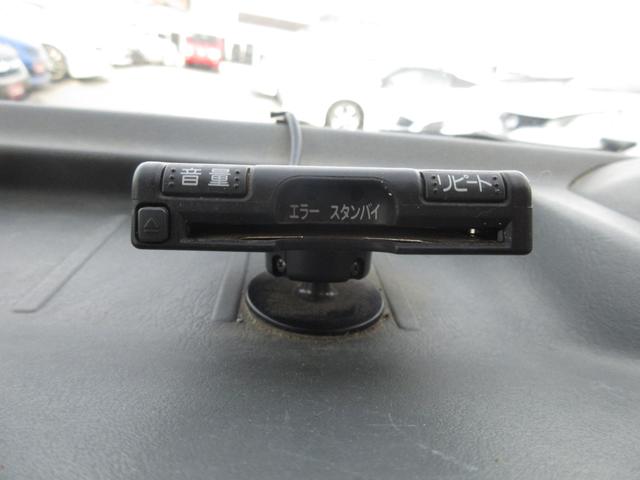 音量
リピート
エラー スタンバイ